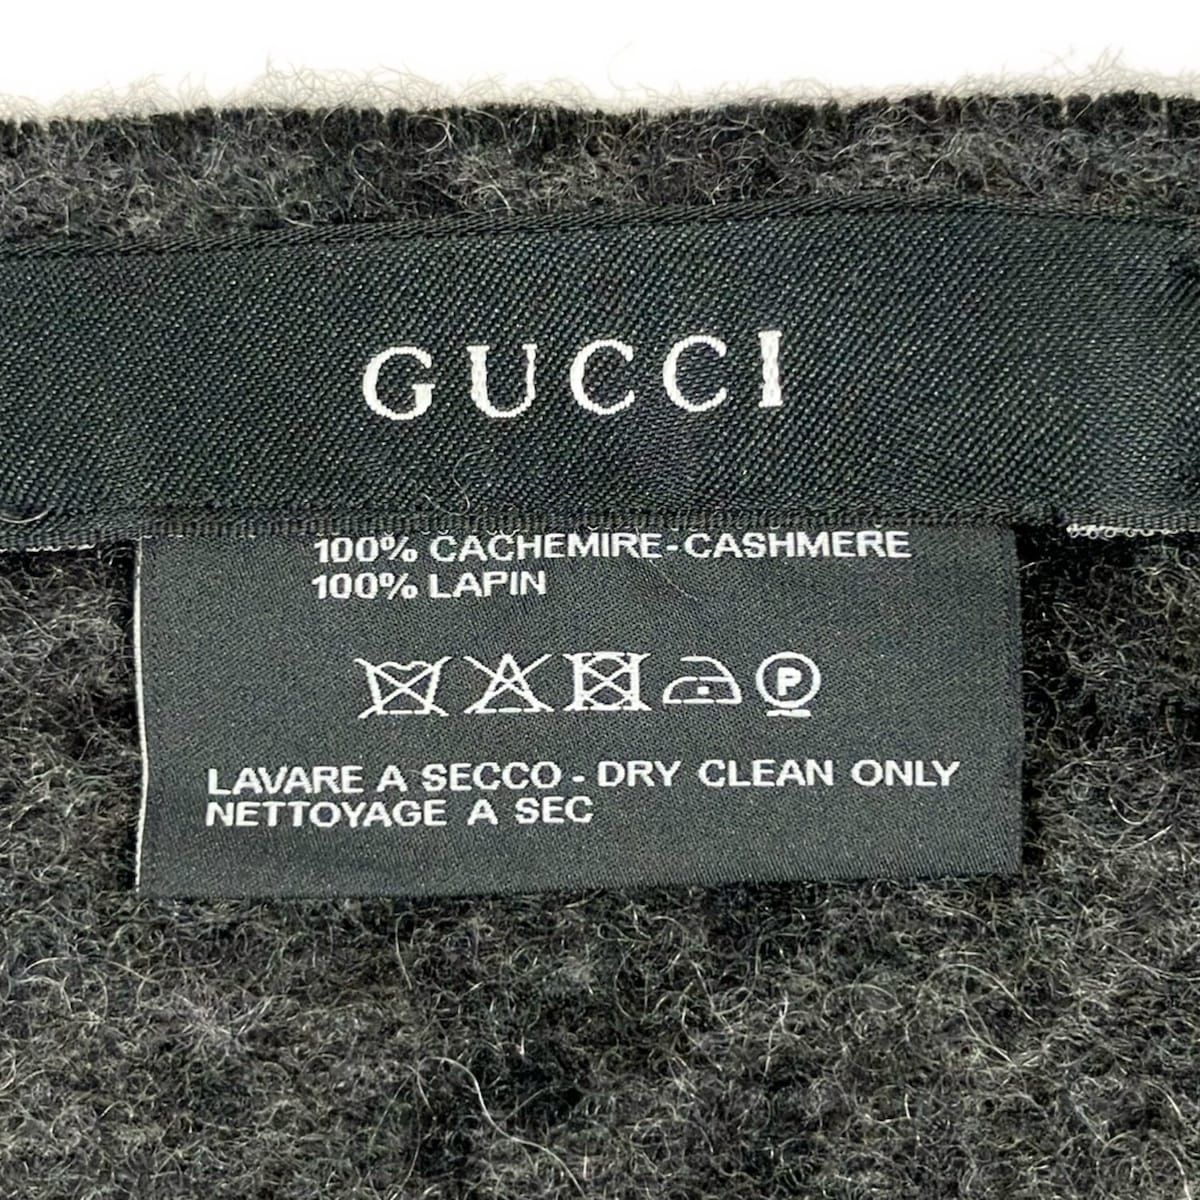 GUCCI
100% CACHEMIRE-CASHMERE
100% LAPIN
P
LAVARE A SECCO - DRY CLEAN ONLY
NETTOYAGE A SEC